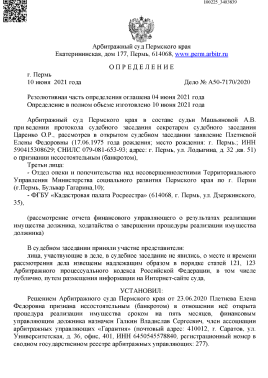 100225_3483830
Арбитражный суд Пермского края
Екатерининская, дом 177, Пермь, 614068, www.perm.arbitr.ru
О П Р Е Д Е Л Е Н И Е
г. Пермь
10 июня 2021 года Дело № А50-7170/2020
Резолютивная часть определения оглашена 04 июня 2021 года
Определение в полном объеме изготовлено 10 июня 2021 года
Арбитражный суд Пермского края в составе судьи Машьяновой А.В.
при ведении протокола судебного заседания секретарем судебного заседания
Царенко О.Р., рассмотрев в открытом судебном заседании заявление Плетневой
Елены Федоровны (17.06.1975 года рождения; место рождения: г. Пермь; ИНН
590415308629; СНИЛС 079-081-653-93; адрес: г. Пермь, ул. Лодыгина, д. 32 кв. 51)
о признании несостоятельной (банкротом),
Третьи лица:
- Отдел опеки и попечительства над несовершеннолетними Территориального
Управления Министерства социального развития Пермского края по г. Перми
(г. Пермь, Бульвар Гагарина,10);
- ФГБУ «Кадастровая палата Росреестра» (614068, г. Пермь, ул. Дзержинского,
35),
(рассмотрение отчета финансового управляющего о результатах реализации
имущества должника, ходатайства о завершении процедуры реализации имущества
должника)
В судебном заседании приняли участие представители:
лица, участвующие в деле, в судебное заседание не явились, о месте и времени
рассмотрения дела извещены надлежащим образом в порядке статей 121, 123
Арбитражного процессуального кодекса Российской Федерации, в том числе
публично, путем размещения информации на Интернет-сайте суда.
УСТАНОВИЛ:
Решением Арбитражного суда Пермского края от 23.06.2020 Плетнева Елена
Федоровна признана несостоятельной (банкротом) в отношении неё открыта
процедура реализации имущества сроком на пять месяцев, финансовым
управляющим должника назначен Галкин Владислав Сергеевич, член ассоциации
арбитражных управляющих «Гарантия» (почтовый адрес: 410012, г. Саратов, ул.
Университетская, д. 36, офис, 401, ИНН 6450545578840, регистрационный номер в
сводном государственном реестре арбитражных управляющих: 277).